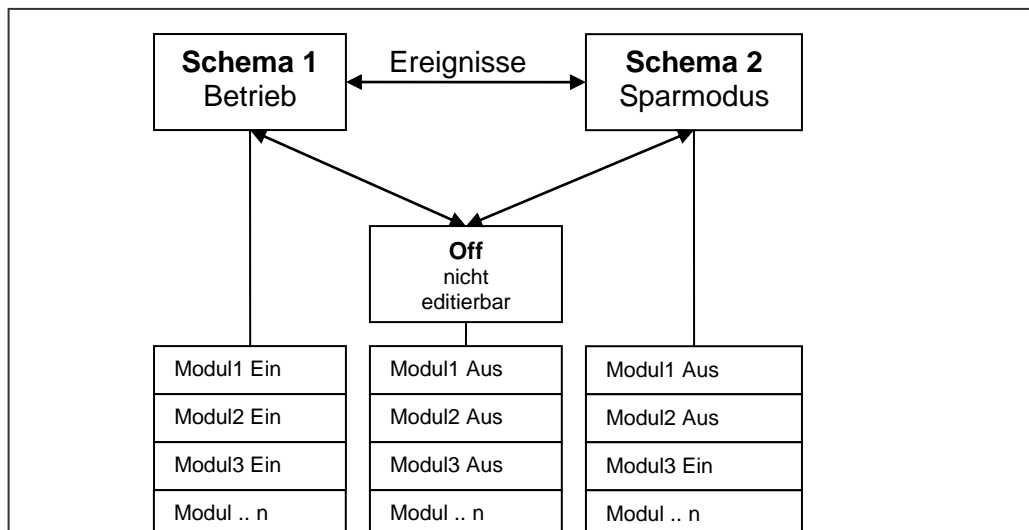 Schema 1
Betrieb
Ereignisse
Schema 2
Sparmodus
Off
nicht
editierbar
Modul1 Ein
Modul2 Ein
Modul3 Ein
Modul .. n
Modul1 Aus
Modul2 Aus
Modul3 Aus
Modul .. n
Modul1 Aus
Modul2 Aus
Modul3 Ein
Modul .. n